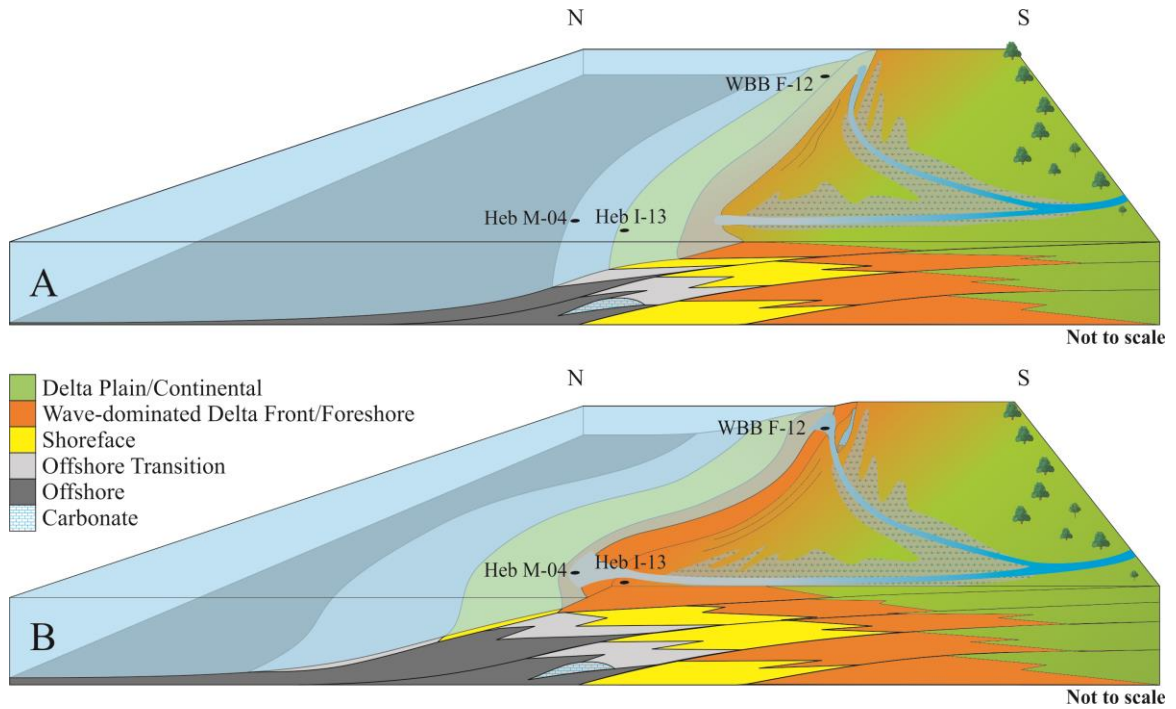 N S
WBB F-12
Heb M-04 Heb I-13
A
Not to scale
N S
Delta Plain/Continental
Wave-dominated Delta Front/Foreshore
WBB F-12
Shoreface
Offshore Transition
Offshore
Carbonate
Heb M-04 Heb I-13
B
Not to scale